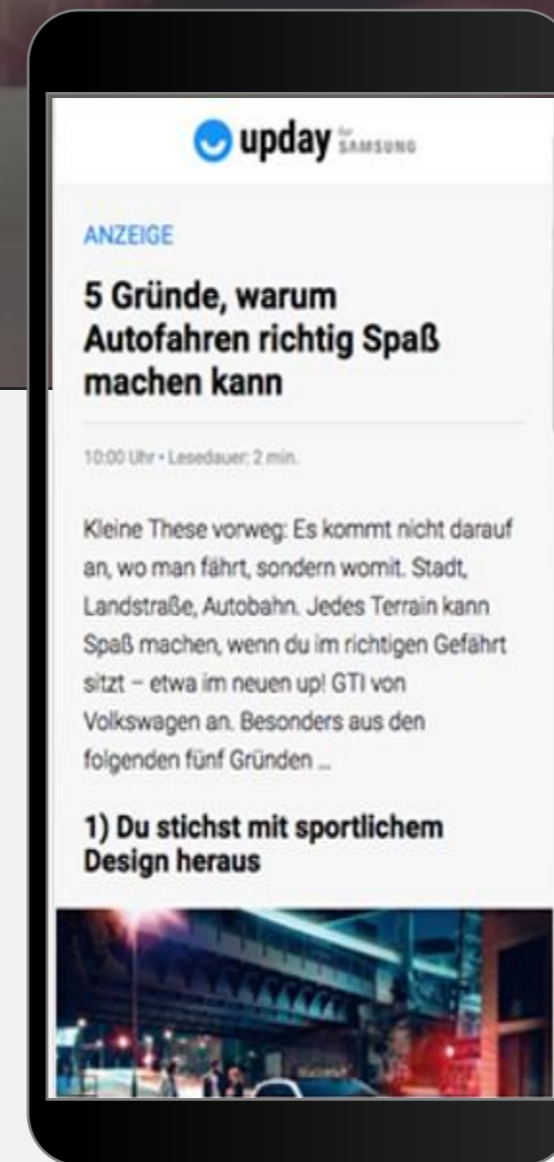 upday for SAMSUNG
ANZEIGE
5 Gründe, warum
Autofahren richtig Spaß
machen kann
10:00 Uhr • Lesedauer: 2 min.
Kleine These vorweg: Es kommt nicht darauf
an, wo man fährt, sondern womit. Stadt,
Landstraße, Autobahn. Jedes Terrain kann
Spaß machen, wenn du im richtigen Gefährt
sitzt – etwa im neuen up! GTI von
Volkswagen an. Besonders aus den
folgenden fünf Gründen ...
1) Du stichst mit sportlichem
Design heraus